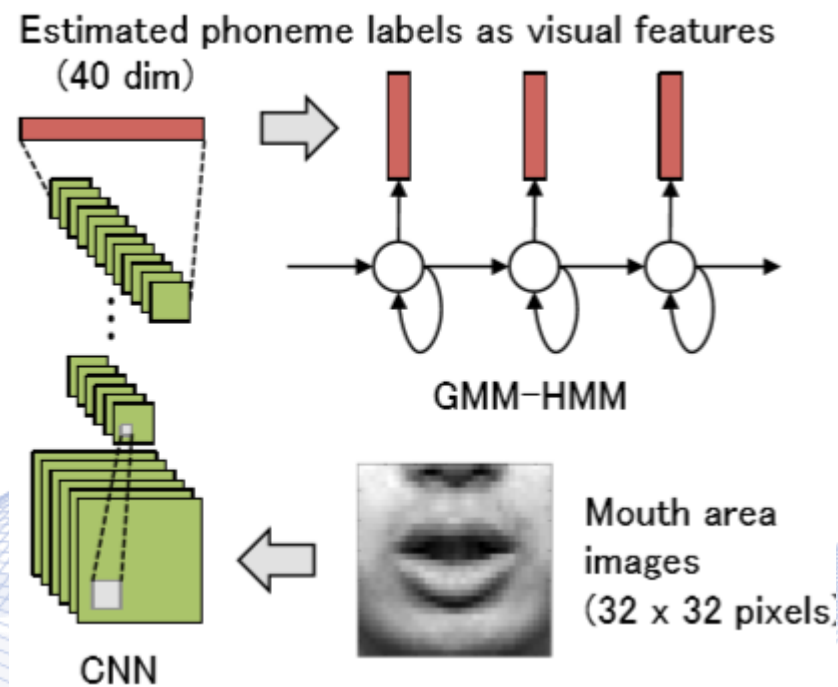 Estimated phoneme labels as visual features
(40 dim)
GMM-HMM
Mouth area
images
(32 x 32 pixels)
CNN